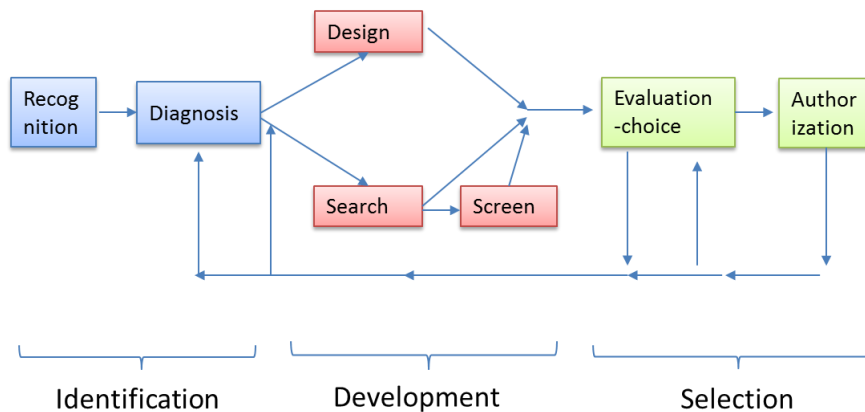 Design
Recog
nition
Diagnosis
Evaluation
-choice
Author
ization
Search
Screen
Identification
Development
Selection